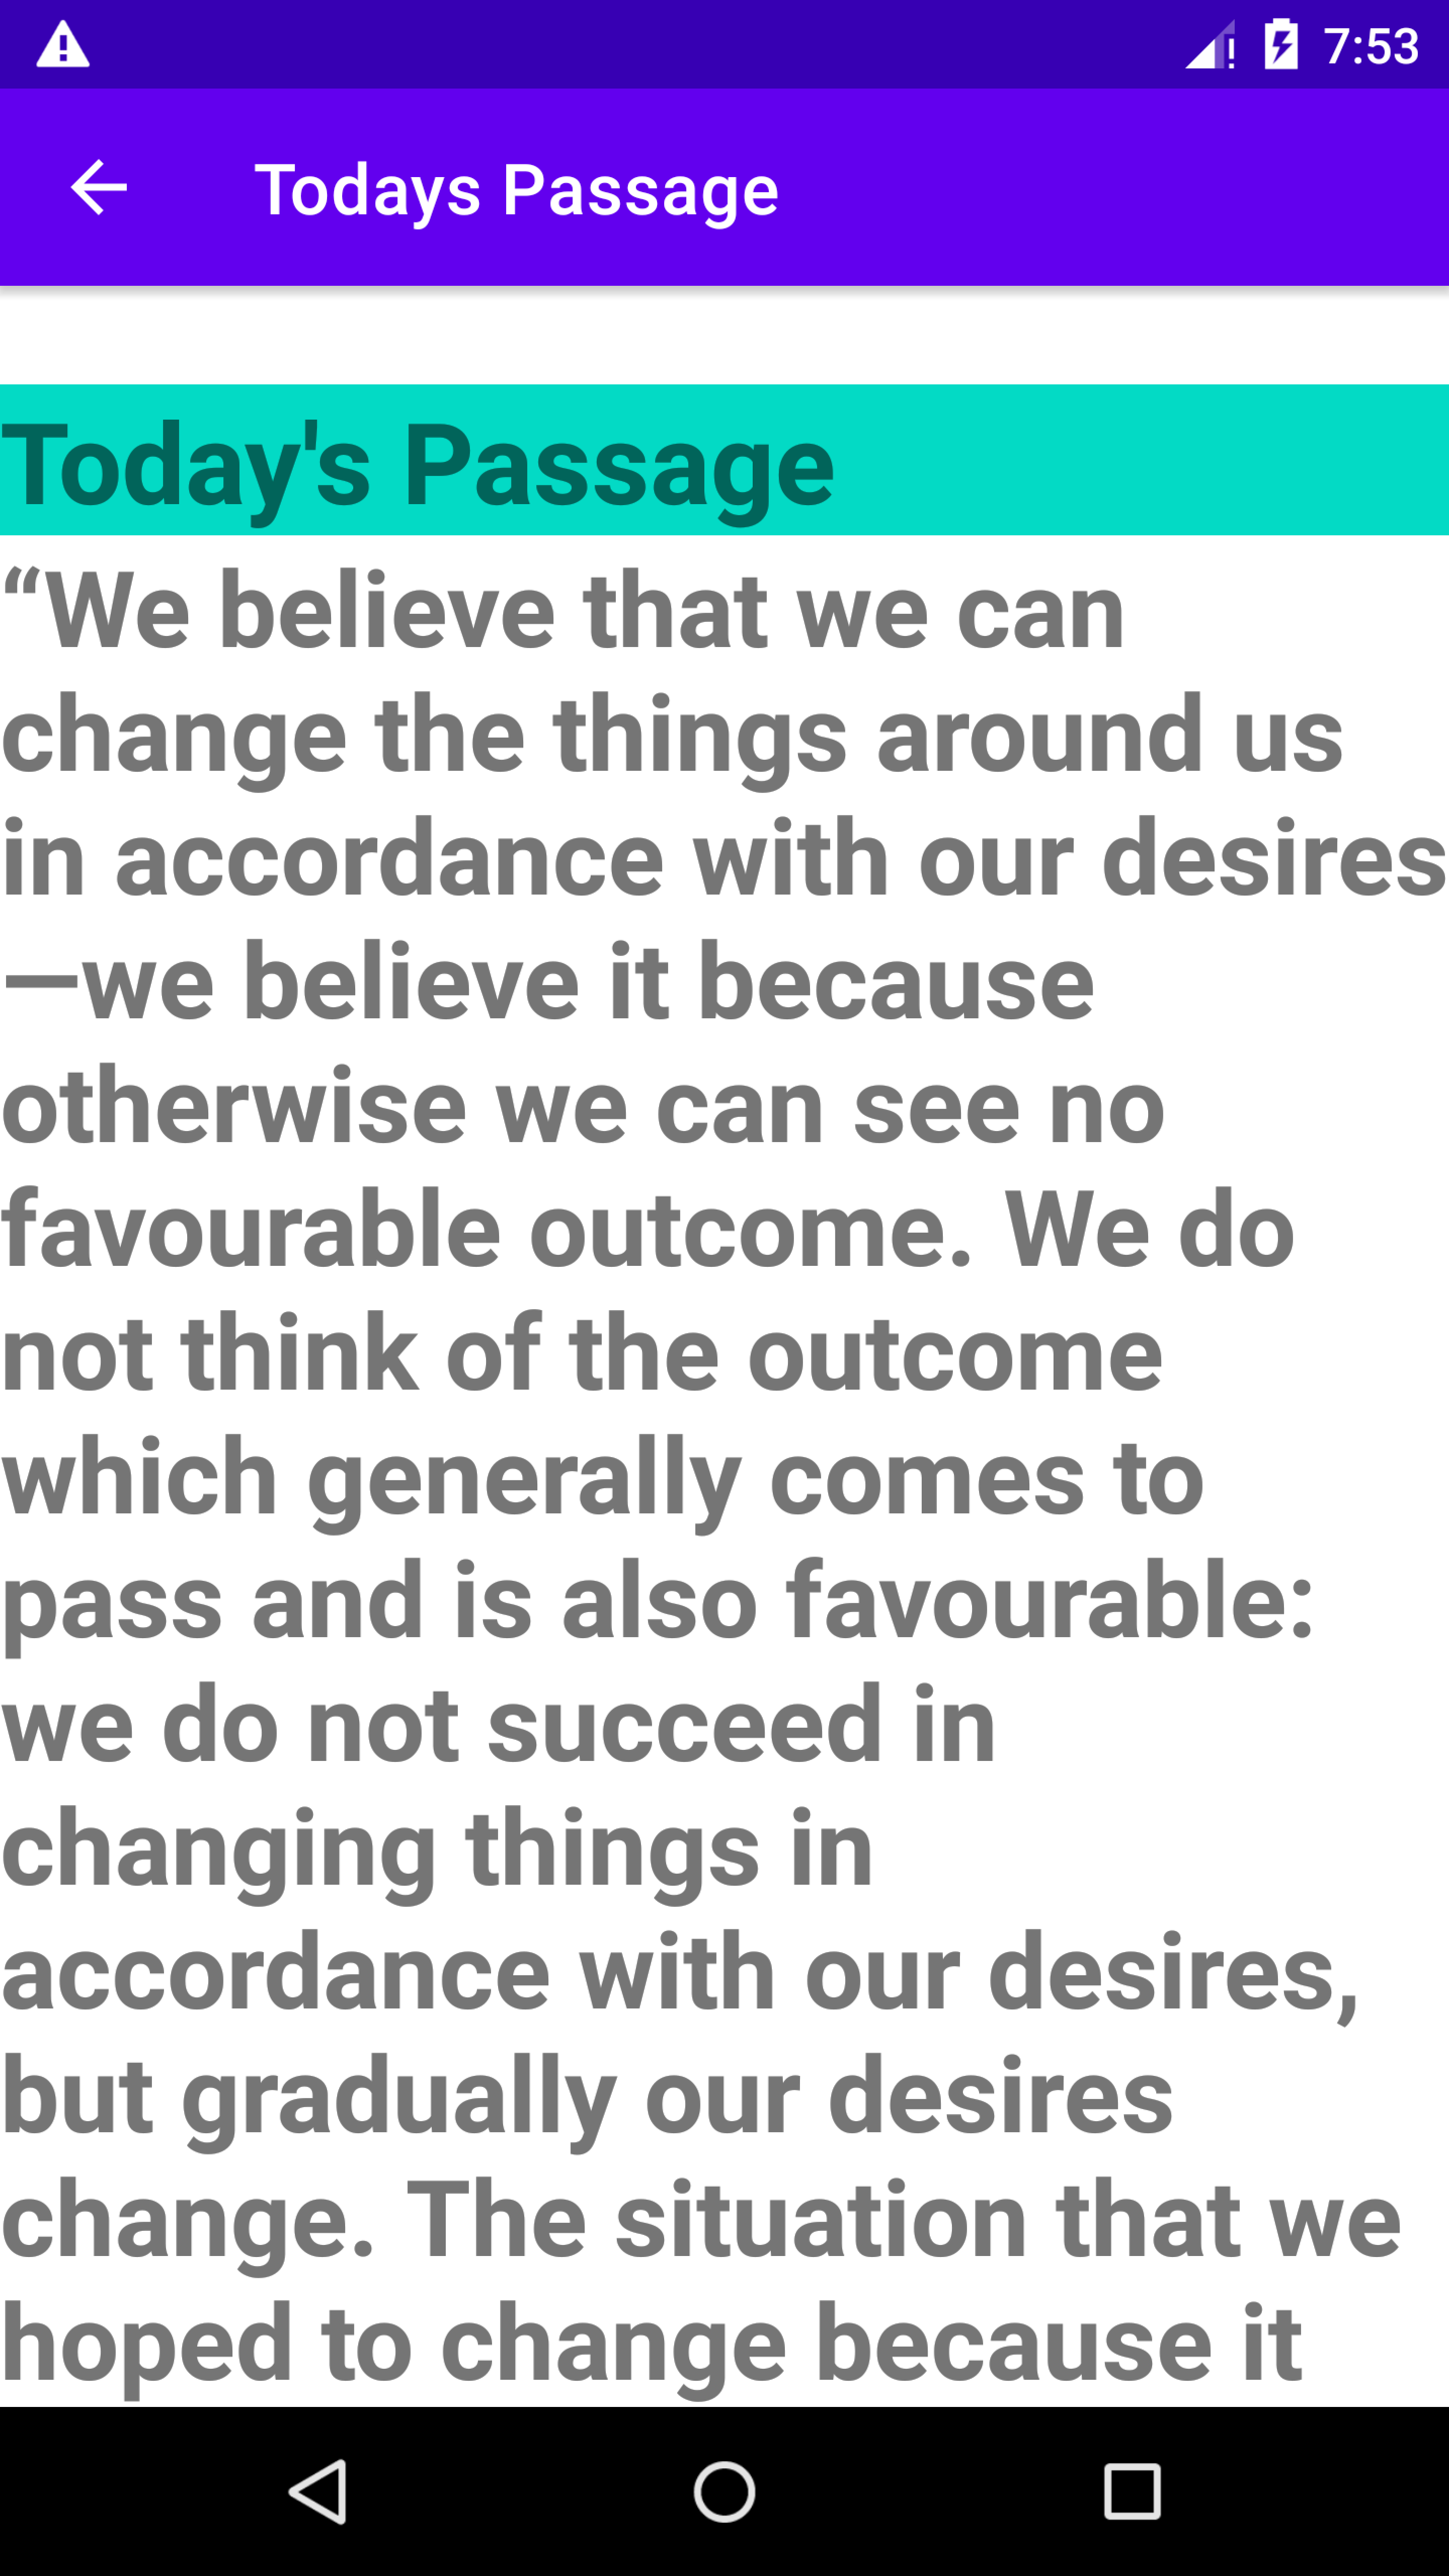 7:53
Todays Passage
Today's Passage
“We believe that we can
change the things around us
in accordance with our desires
—we believe it because
otherwise we can see no
favourable outcome. We do
not think of the outcome
which generally comes to
pass and is also favourable:
we do not succeed in
changing things in
accordance with our desires,
but gradually our desires
change. The situation that we
hoped to change because it